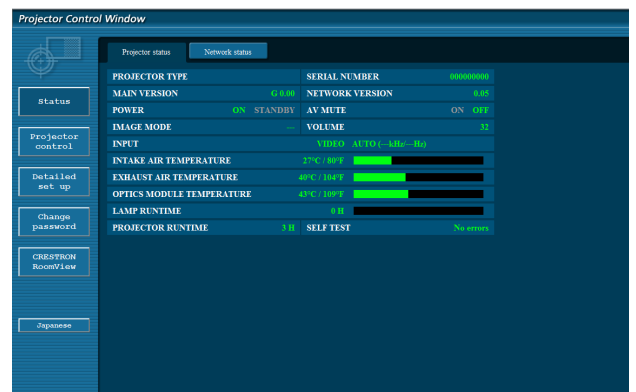 Projector Control Window
Projector status Network status
Status
Projector control
Detailed set up
Change password
CRESTRON RoomView
Japanese
PROJECTOR TYPE SERIAL NUMBER 000000000
MAIN VERSION G 0.00 NETWORK VERSION 0.05
POWER ON STANDBY AV MUTE ON OFF
IMAGE MODE --- VOLUME 32
INPUT VIDEO AUTO (---kHz/---Hz)
INTAKE AIR TEMPERATURE 27°C / 80°F
EXHAUST AIR TEMPERATURE 40°C / 104°F
OPTICS MODULE TEMPERATURE 43°C / 109°F
LAMP RUNTIME 0 H
PROJECTOR RUNTIME 3 H SELF TEST No errors